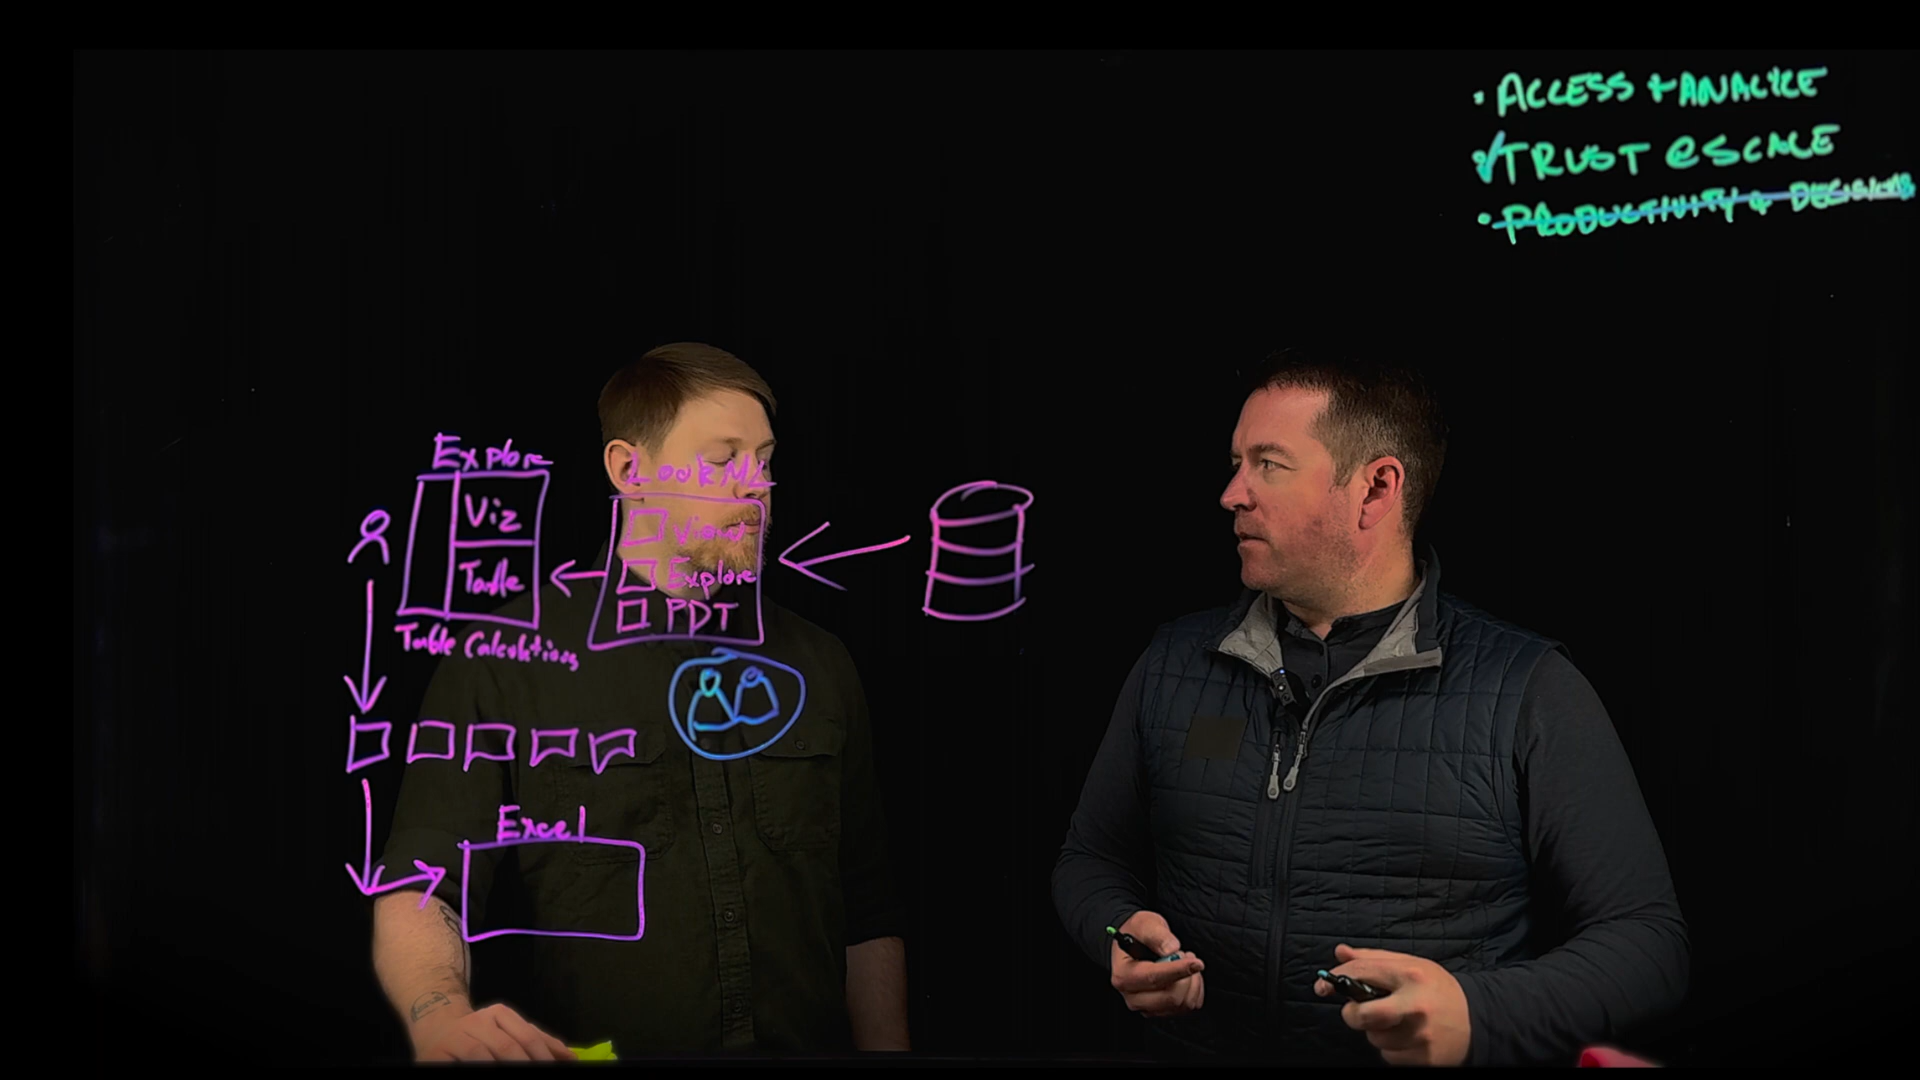 • ACCESS + ANALYZE
✓ TRUST @ SCALE
• PRODUCTIVITY & DECISIONS
Explore
Viz
Table
Table Calculations
LookML
View
Explore
PDT
Excel